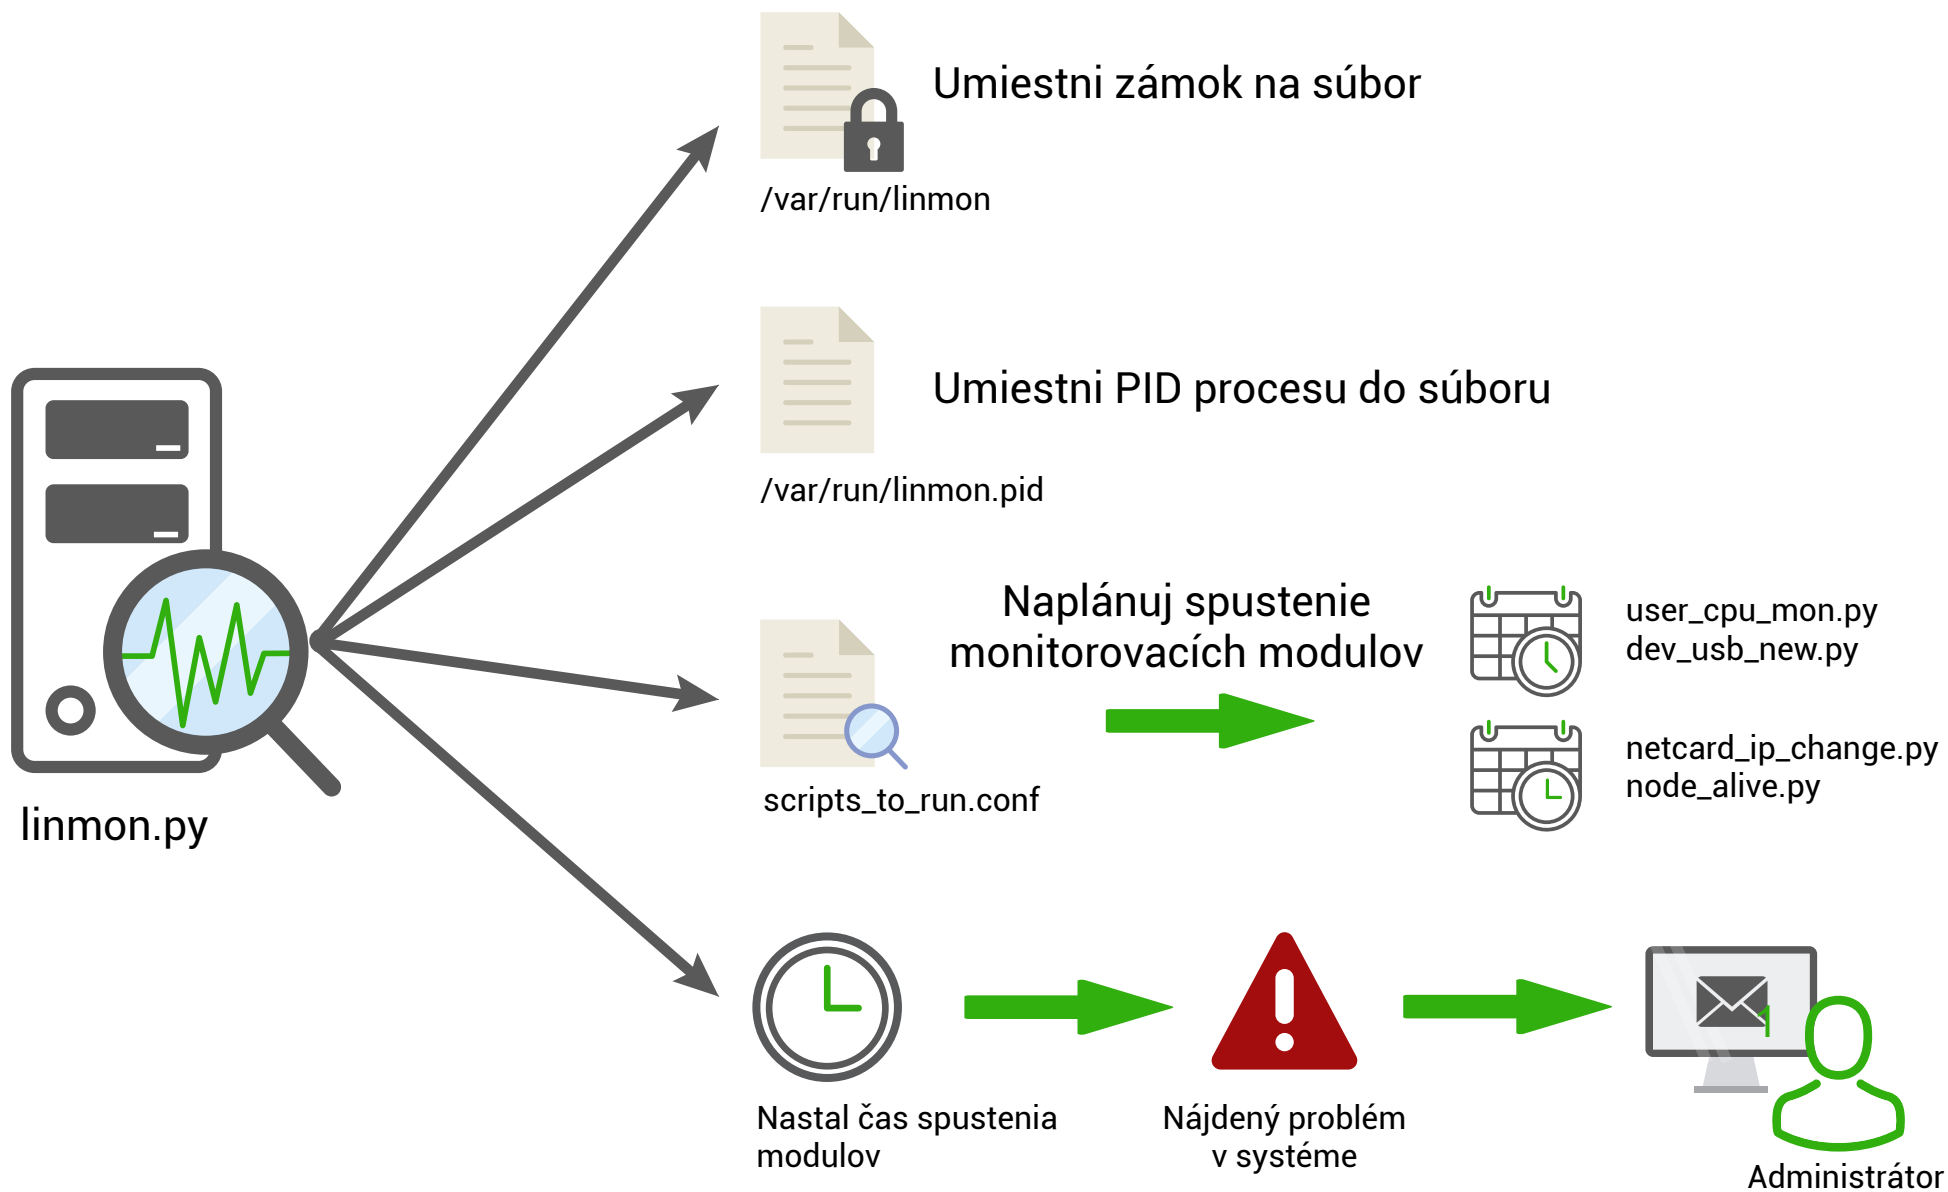 Umiestni zámok na súbor
/var/run/linmon
Umiestni PID procesu do súboru
/var/run/linmon.pid
linmon.py
Naplánuj spustenie
monitorovacích modulov
scripts_to_run.conf
user_cpu_mon.py
dev_usb_new.py
netcard_ip_change.py
node_alive.py
Nastal čas spustenia
modulov
Nájdený problém
v systéme
1
Administrátor